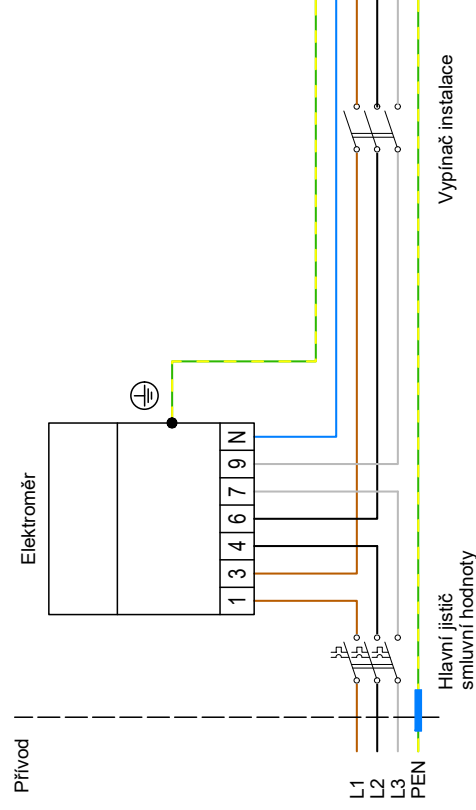 Přívod
L1
L2
L3
PEN
Hlavní jistič
smluvní hodnoty
Elektroměr
1 3 4 6 7 9 N
Vypínač instalace